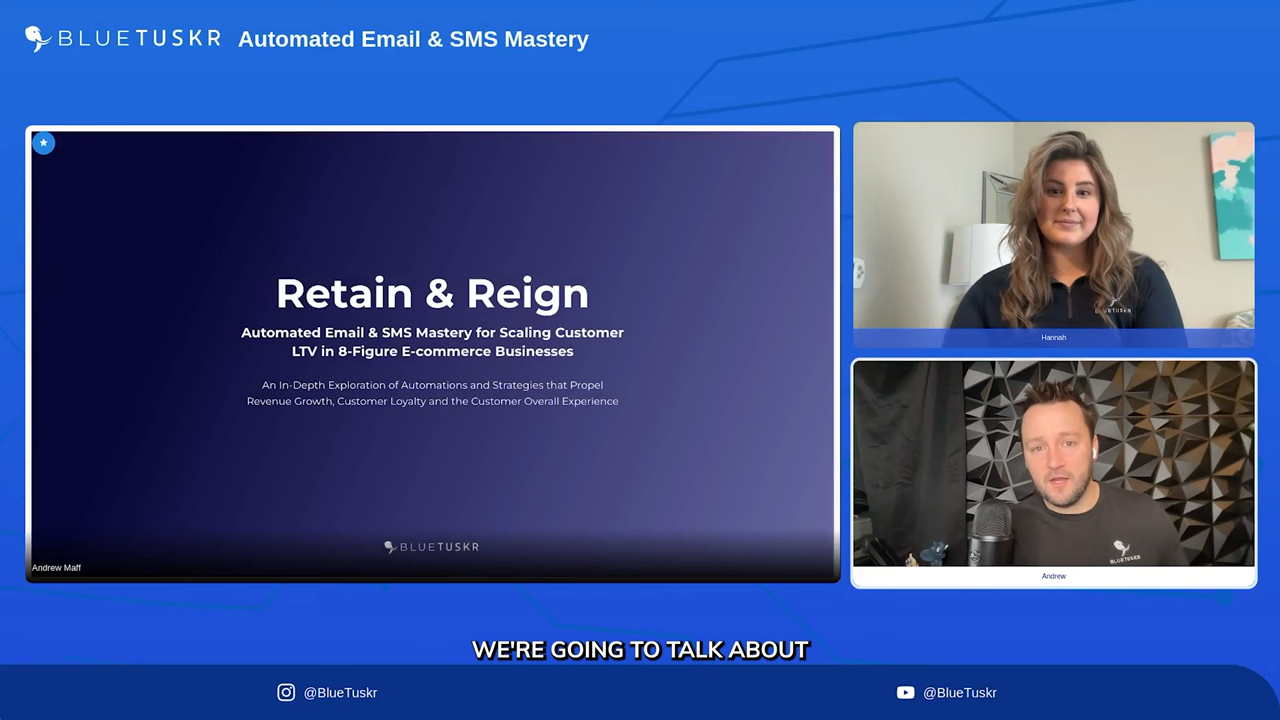 BLUETUSKR Automated Email & SMS Mastery
Retain & Reign
Automated Email & SMS Mastery for Scaling Customer
LTV in 8-Figure E-commerce Businesses
An In-Depth Exploration of Automations and Strategies that Propel
Revenue Growth, Customer Loyalty and the Customer Overall Experience
BLUETUSKR
Andrew Maff
BLUETUSKR
Hannah
BLUETUSKR
Andrew
WE'RE GOING TO TALK ABOUT
@BlueTuskr
@BlueTuskr